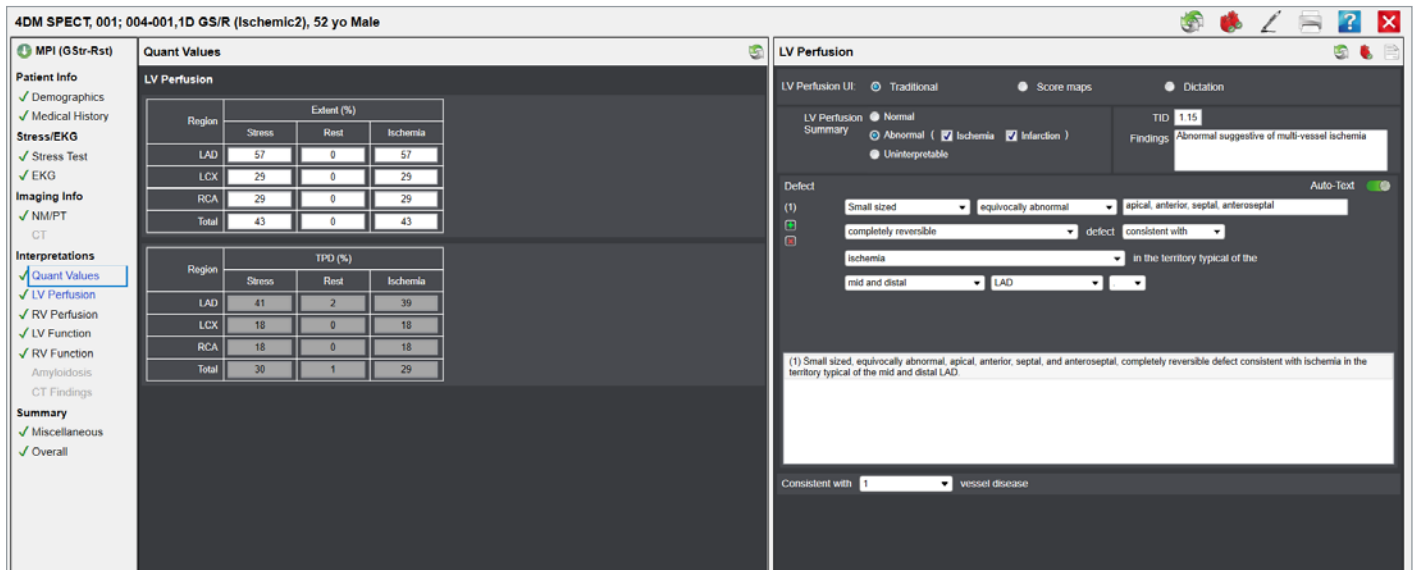 4DM SPECT, 001; 004-001,1D GS/R (Ischemic2), 52 yo Male
MPI (GStr-Rst)
Patient Info
Demographics
Medical History
Stress/EKG
Stress Test
EKG
Imaging Info
NM/PT
CT
Interpretations
Quant Values
LV Perfusion
RV Perfusion
LV Function
RV Function
Amyloidosis
CT Findings
Summary
Miscellaneous
Overall
Quant Values
LV Perfusion
Region Extent (%)
Stress Rest Ischemia
LAD 57 0 57
LCX 29 0 29
RCA 29 0 29
Total 43 0 43
Region TPD (%)
Stress Rest Ischemia
LAD 41 2 39
LCX 18 0 18
RCA 18 0 18
Total 30 1 29
LV Perfusion
LV Perfusion UI: Traditional Score maps Dictation
LV Perfusion Summary
Normal
Abnormal ( Ischemia Infarction )
Uninterpretable
TID 1.15
Findings Abnormal suggestive of multi-vessel ischemia
Defect Auto-Text
(1) Small sized equivocally abnormal apical, anterior, septal, anteroseptal
completely reversible defect consistent with
ischemia in the territory typical of the
mid and distal LAD .
(1) Small sized, equivocally abnormal, apical, anterior, septal, and anteroseptal, completely reversible defect consistent with ischemia in the
territory typical of the mid and distal LAD.
Consistent with 1 vessel disease